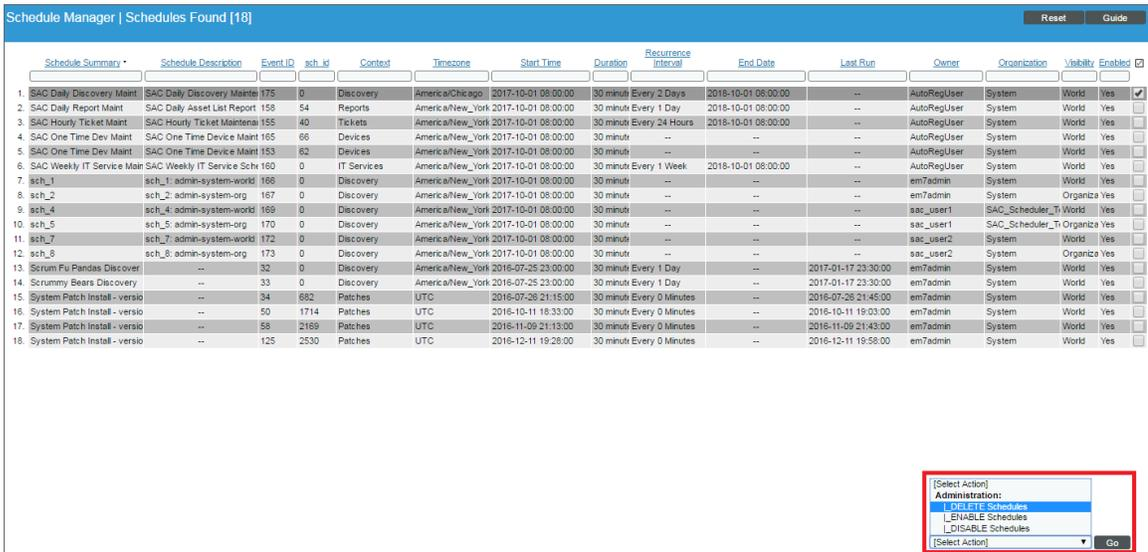 Schedule Manager | Schedules Found [18] Reset Guide
Schedule Summary Schedule Description Event ID sch_id Context Timezone Start Time Duration Recurrence Interval End Date Last Run Owner Organization Visibility Enabled
1. SAC Daily Discovery Maint SAC Daily Discovery Mainter 175 0 Discovery America/Chicago 2017-10-01 08:00:00 30 minute Every 2 Days 2018-10-01 08:00:00 -- AutoRegUser System World Yes
2. SAC Daily Report Maint SAC Daily Asset List Report 158 54 Reports America/New_York 2017-10-01 08:00:00 30 minute Every 1 Day 2018-10-01 08:00:00 -- AutoRegUser System World Yes
3. SAC Hourly Ticket Maint SAC Hourly Ticket Maintenar 155 40 Tickets America/New_York 2017-10-01 08:00:00 30 minute Every 24 Hours 2018-10-01 08:00:00 -- AutoRegUser System World Yes
4. SAC One Time Dev Maint SAC One Time Device Maint 165 66 Devices America/New_York 2017-10-01 08:00:00 30 minute -- -- -- AutoRegUser System World Yes
5. SAC One Time Dev Maint SAC One Time Device Maint 153 62 Devices America/New_York 2017-10-01 08:00:00 30 minute -- -- -- AutoRegUser System World Yes
6. SAC Weekly IT Service Main SAC Weekly IT Service Sche 160 0 IT Services America/New_York 2017-10-01 08:00:00 30 minute Every 1 Week 2018-10-01 08:00:00 -- AutoRegUser System World Yes
7. sch_1 sch_1: admin-system-world 166 0 Discovery America/New_York 2017-10-01 08:00:00 30 minute -- -- -- em7admin System World Yes
8. sch_2 sch_2: admin-system-org 167 0 Discovery America/New_York 2017-10-01 08:00:00 30 minute -- -- -- em7admin System Organiza Yes
9. sch_4 sch_4: admin-system-world 169 0 Discovery America/New_York 2017-10-01 08:00:00 30 minute -- -- -- sac_user1 SAC_Scheduler_T World Yes
10. sch_5 sch_5: admin-system-org 170 0 Discovery America/New_York 2017-10-01 08:00:00 30 minute -- -- -- sac_user1 SAC_Scheduler_T Organiza Yes
11. sch_7 sch_7: admin-system-world 172 0 Discovery America/New_York 2017-10-01 08:00:00 30 minute -- -- -- sac_user2 System World Yes
12. sch_8 sch_8: admin-system-org 173 0 Discovery America/New_York 2017-10-01 08:00:00 30 minute -- -- -- sac_user2 System Organiza Yes
13. Scrum Fu Pandas Discover -- 32 0 Discovery America/New_York 2016-07-25 23:00:00 30 minute Every 1 Day -- 2017-01-17 23:30:00 em7admin System World Yes
14. Scrummy Bears Discovery -- 33 0 Discovery America/New_York 2016-07-25 23:00:00 30 minute Every 1 Day -- 2017-01-17 23:30:00 em7admin System World Yes
15. System Patch Install - versio -- 34 682 Patches UTC 2016-07-26 21:15:00 30 minute Every 0 Minutes -- 2016-07-26 21:45:00 em7admin System World Yes
16. System Patch Install - versio -- 50 1714 Patches UTC 2016-10-11 18:33:00 30 minute Every 0 Minutes -- 2016-10-11 19:03:00 em7admin System World Yes
17. System Patch Install - versio -- 58 2169 Patches UTC 2016-11-09 21:13:00 30 minute Every 0 Minutes -- 2016-11-09 21:43:00 em7admin System World Yes
18. System Patch Install - versio -- 125 2530 Patches UTC 2016-12-11 19:28:00 30 minute Every 0 Minutes -- 2016-12-11 19:58:00 em7admin System World Yes
[Select Action]
Administration:
|_DELETE Schedules
|_ENABLE Schedules
|_DISABLE Schedules
[Select Action] Go